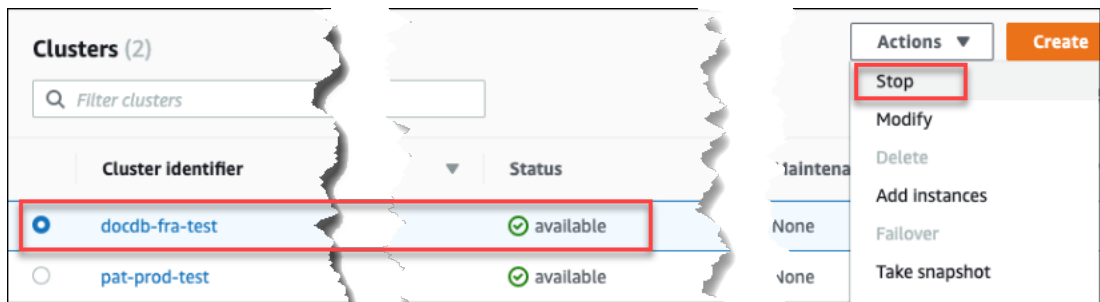 Clusters (2)
Actions ▼ Create
Filter clusters
Stop
Modify
Delete
Cluster identifier ▼ Status
Add instances
docdb-fra-test available None
Failover
pat-prod-test available None
Take snapshot